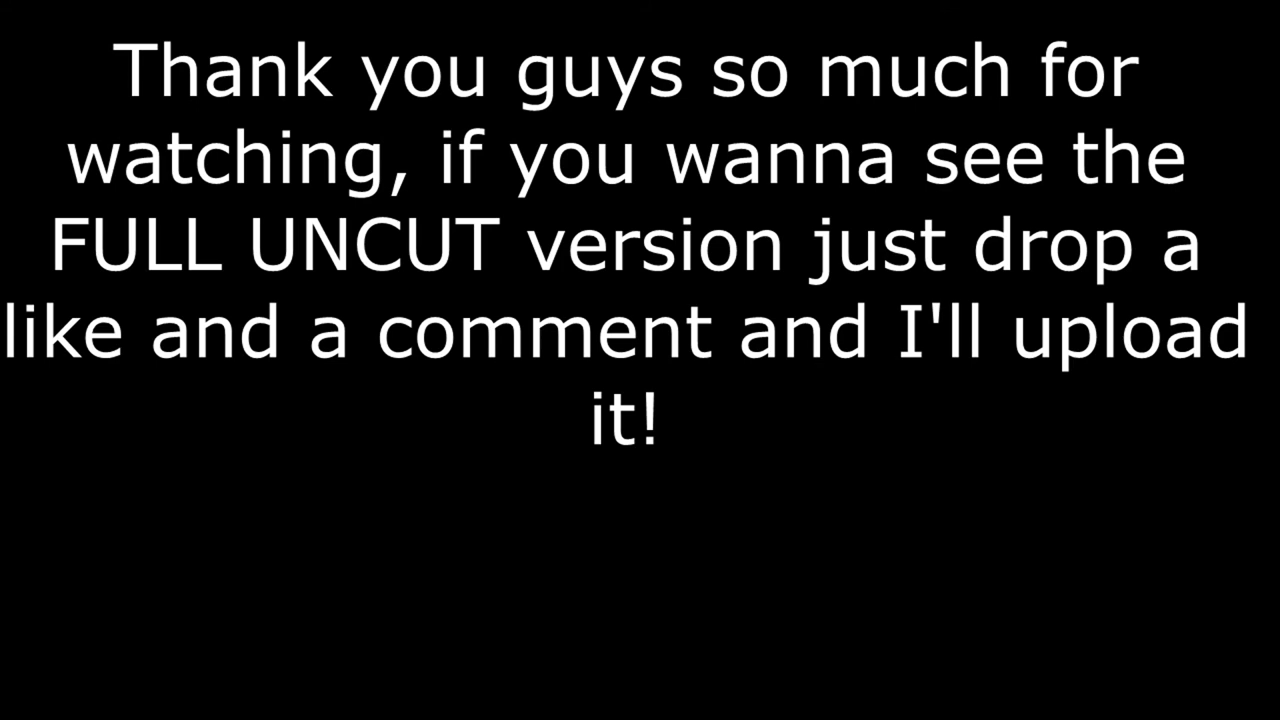 Thank you guys so much for
watching, if you wanna see the
FULL UNCUT version just drop a
like and a comment and I'll upload
it!